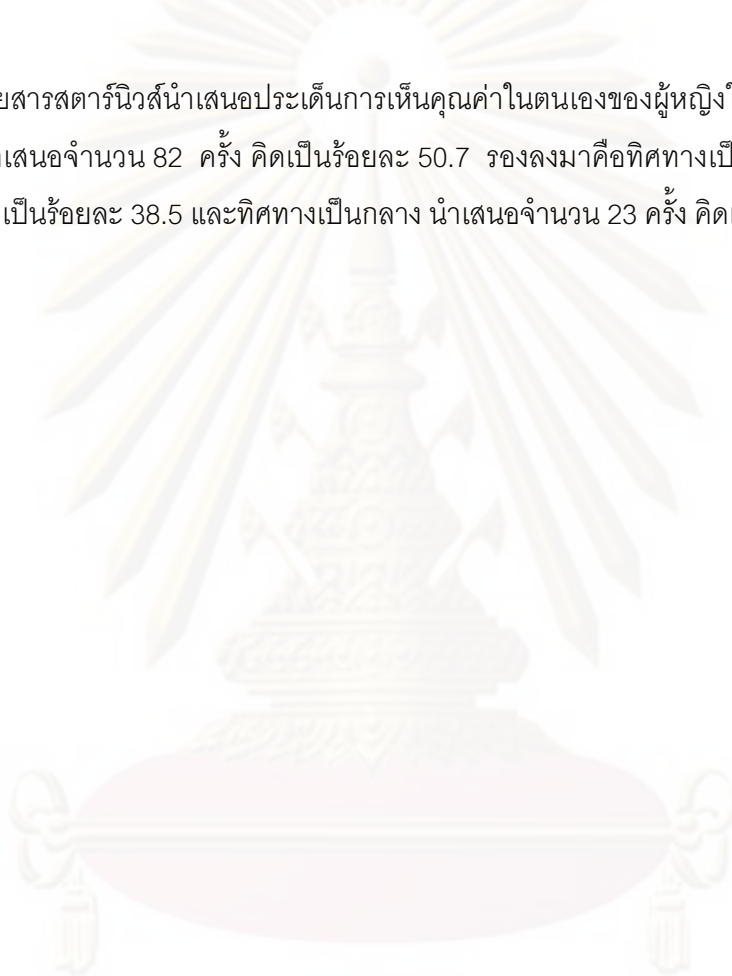 ยสารสตาร์นิวส์นำเสนอประเด็นการเห็นคุณค่าในตนเองของผู้หญิงใ
าเสนอจำนวน 82 ครั้ง คิดเป็นร้อยละ 50.7 รองลงมาคือทิศทางเป็
เป็นร้อยละ 38.5 และทิศทางเป็นกลาง นำเสนอจำนวน 23 ครั้ง คิดเ